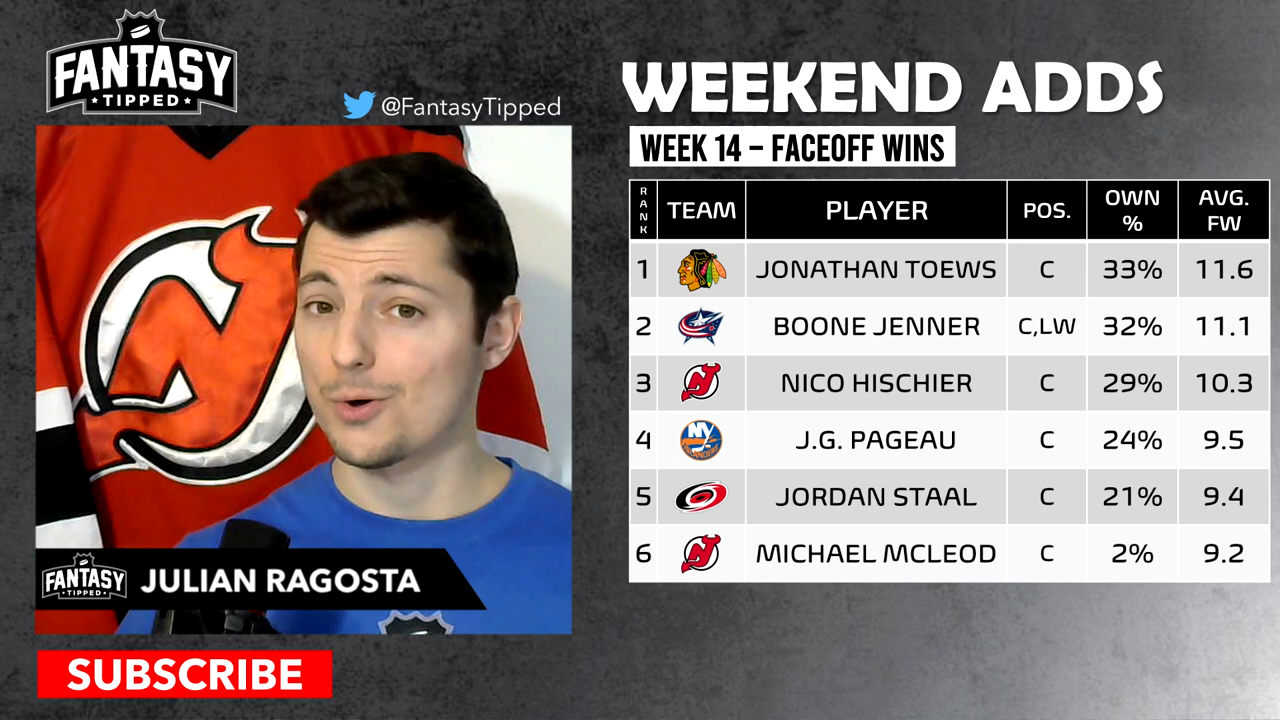 FANTASY
TIPPED
@FantasyTipped
WEEKEND ADDS
WEEK 14 – FACEOFF WINS
RANK TEAM PLAYER POS. OWN % AVG. FW
1 JONATHAN TOEWS C 33% 11.6
2 BOONE JENNER C,LW 32% 11.1
3 NICO HISCHIER C 29% 10.3
4 NY ISLANDERS J.G. PAGEAU C 24% 9.5
5 JORDAN STAAL C 21% 9.4
6 MICHAEL MCLEOD C 2% 9.2
FANTASY
TIPPED
JULIAN RAGOSTA
SUBSCRIBE